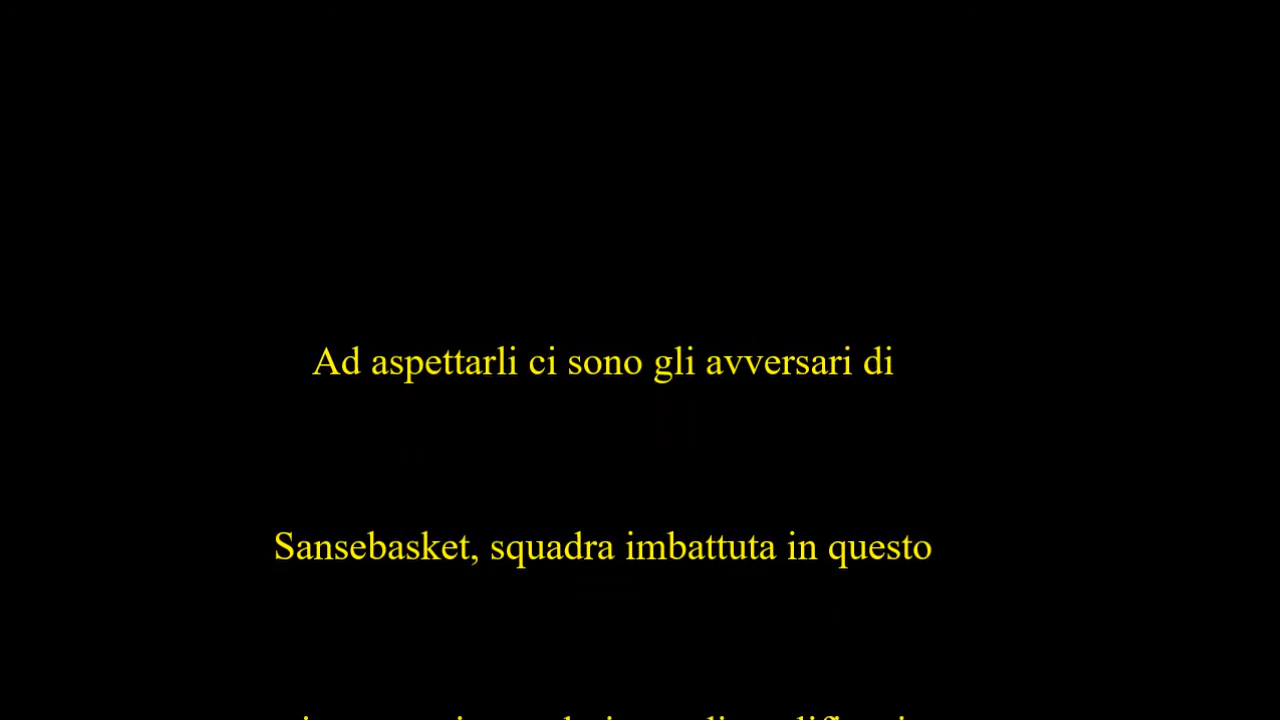 Ad aspettarli ci sono gli avversari di
Sansebasket, squadra imbattuta in questo